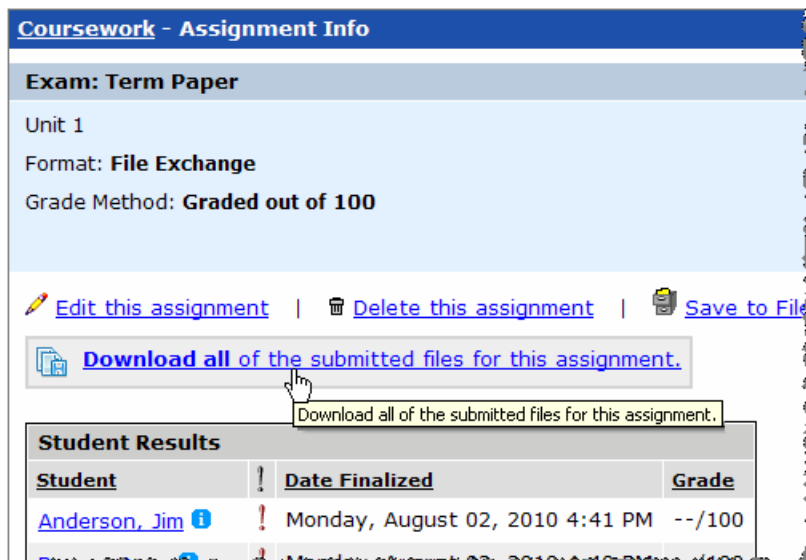 Coursework - Assignment Info
Exam: Term Paper
Unit 1
Format: File Exchange
Grade Method: Graded out of 100
Edit this assignment | Delete this assignment | Save to File
Download all of the submitted files for this assignment.
Download all of the submitted files for this assignment.
Student Results
Student ! Date Finalized Grade
Anderson, Jim i ! Monday, August 02, 2010 4:41 PM --/100